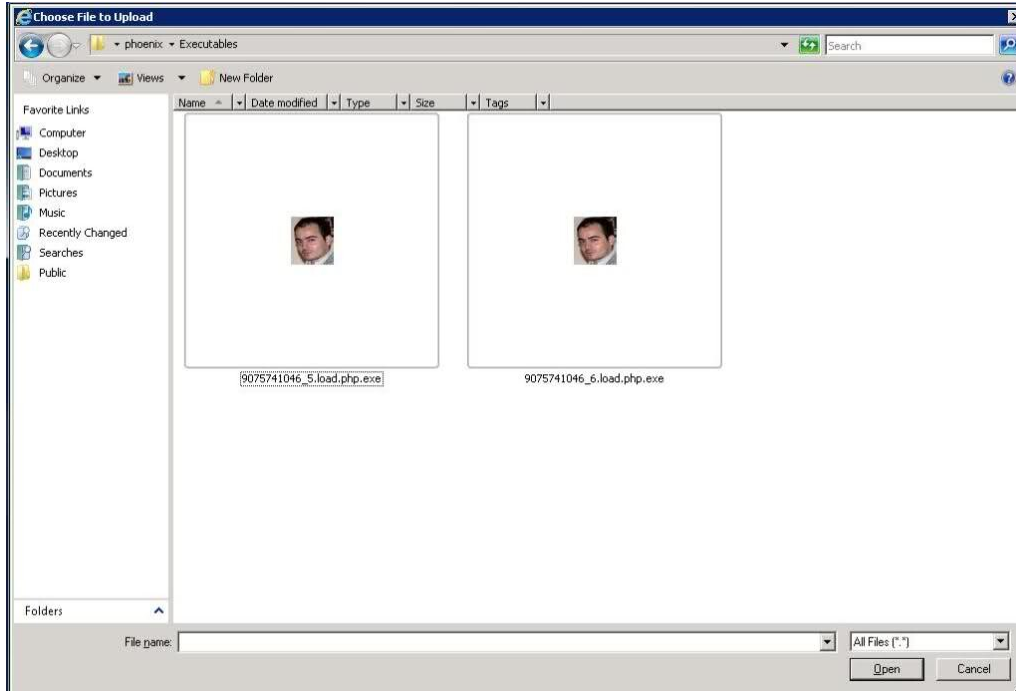 Choose File to Upload
phoenix Executables
Search
Organize Views New Folder
Favorite Links
Name Date modified Type Size Tags
Computer
Desktop
Documents
Pictures
Music
Recently Changed
Searches
Public
9075741046_5.load.php.exe 9075741046_6.load.php.exe
Folders
File name: All Files (*.*)
Open Cancel